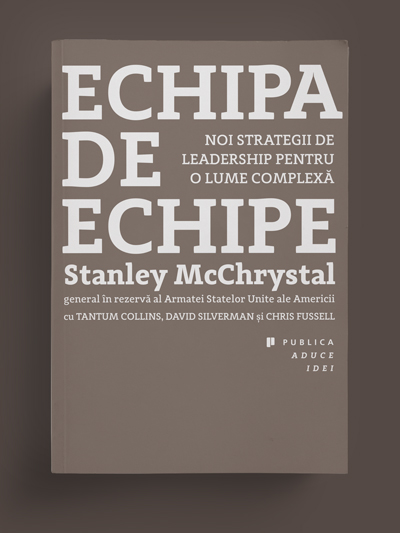 ECHIPA
DE
NOI STRATEGII DE
LEADERSHIP PENTRU
O LUME COMPLEXĂ
ECHIPE
Stanley McChrystal
general în rezervă al Armatei Statelor Unite ale Americii
cu TANTUM COLLINS, DAVID SILVERMAN și CHRIS FUSSELL
PUBLICA
ADUCE
IDEI